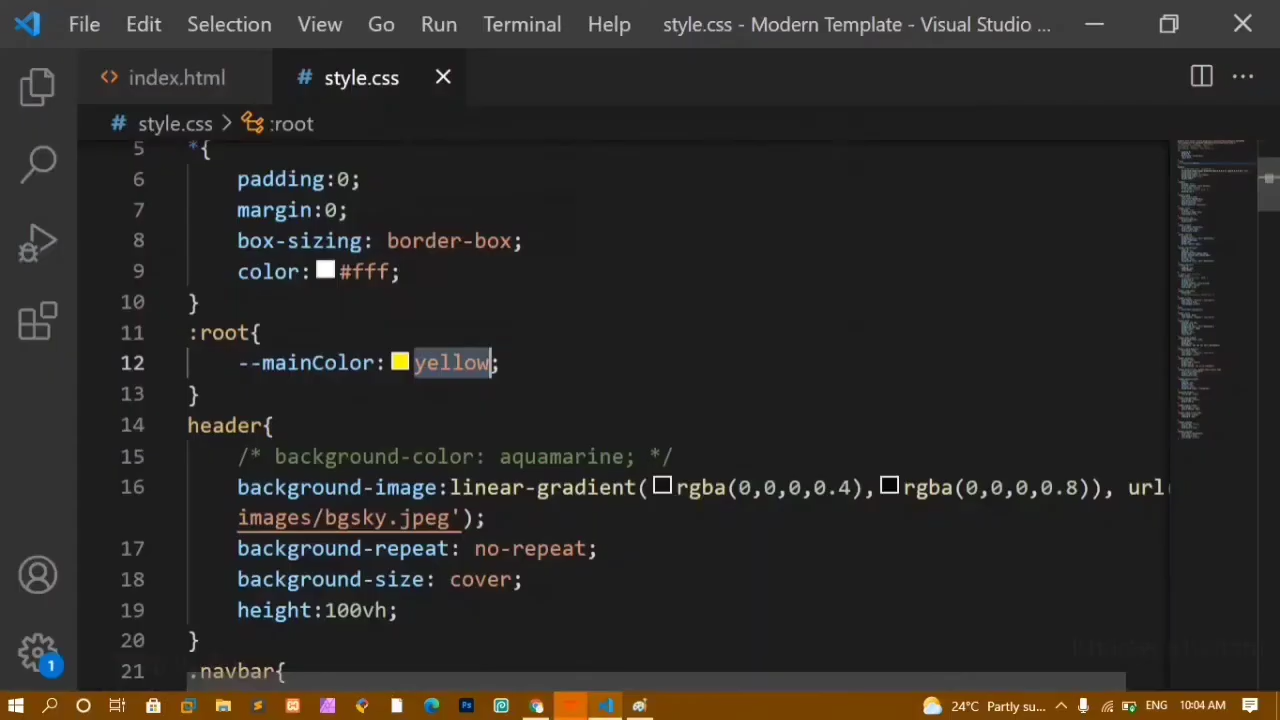 File Edit Selection View Go Run Terminal Help style.css - Modern Template - Visual Studio ...
index.html # style.css
# style.css > :root
5 *{
6 padding:0;
7 margin:0;
8 box-sizing: border-box;
9 color: #fff;
10 }
11 :root{
12 --mainColor: yellow;
13 }
14 header{
15 /* background-color: aquamarine; */
16 background-image:linear-gradient(rgba(0,0,0,0.4),rgba(0,0,0,0.8)), url(
images/bgsky.jpeg');
17 background-repeat: no-repeat;
18 background-size: cover;
19 height:100vh;
20 }
21 .navbar{
1
24°C Partly su... ENG 10:04 AM